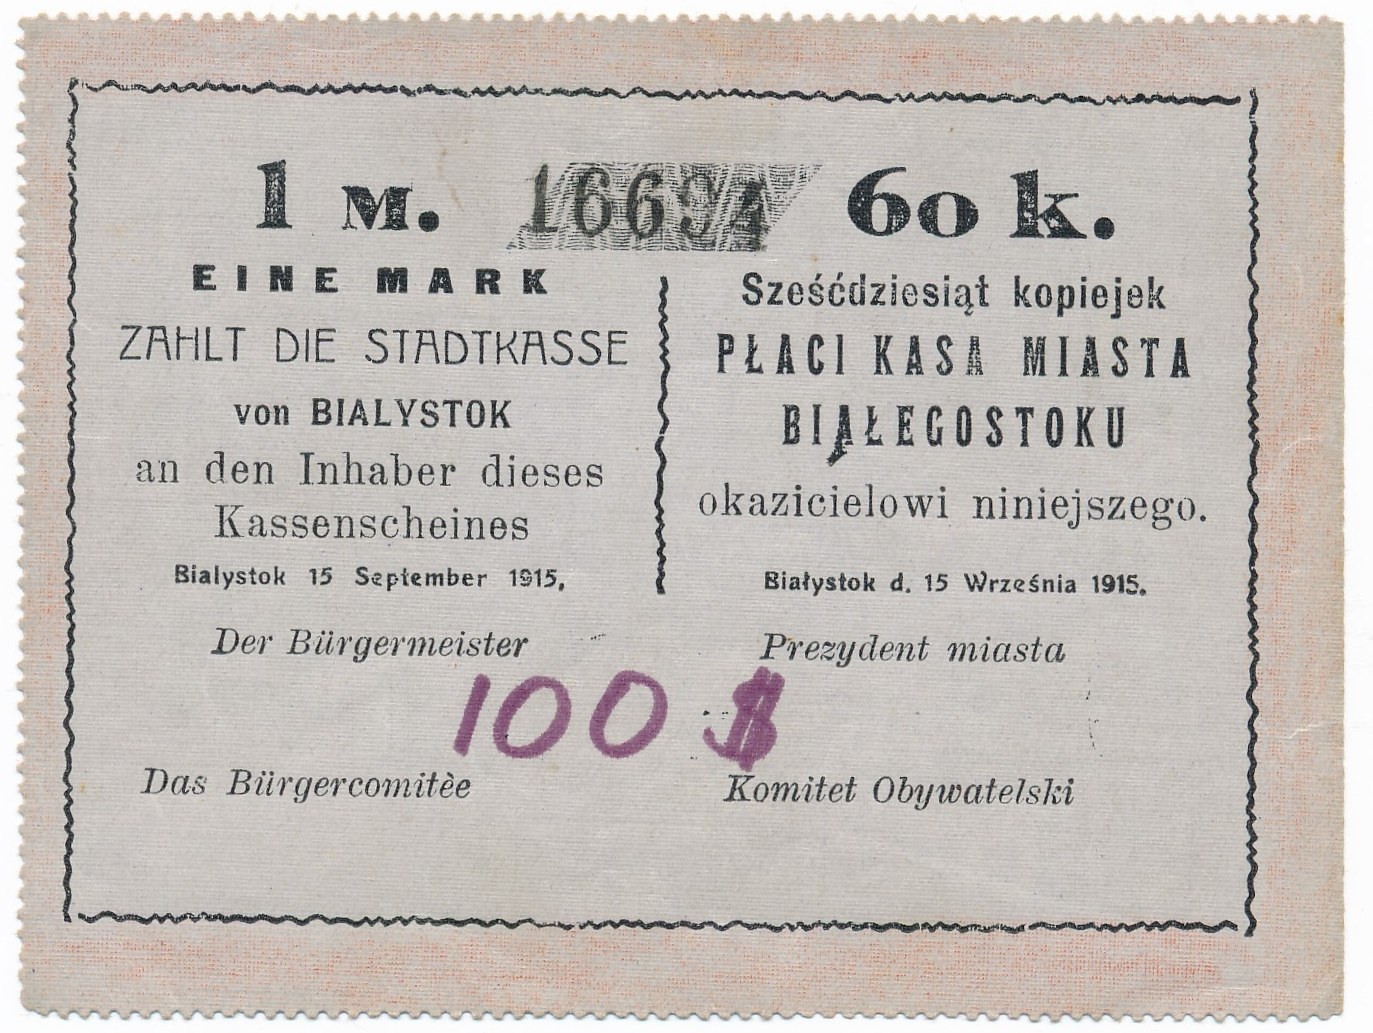 1 M. 16694 60 k.
EINE MARK
ZAHLT DIE STADTKASSE
von BIALYSTOK
an den Inhaber dieses
Kassenscheines
Bialystok 15 September 1915.
Der Bürgermeister
Das Bürgercomitèe
Sześćdziesiąt kopiejek
PŁACI KASA MIASTA
BIĄŁEGOSTOKU
okazicielowi niniejszego.
Białystok d. 15 Września 1915.
Prezydent miasta
Komitet Obywatelski
100 $